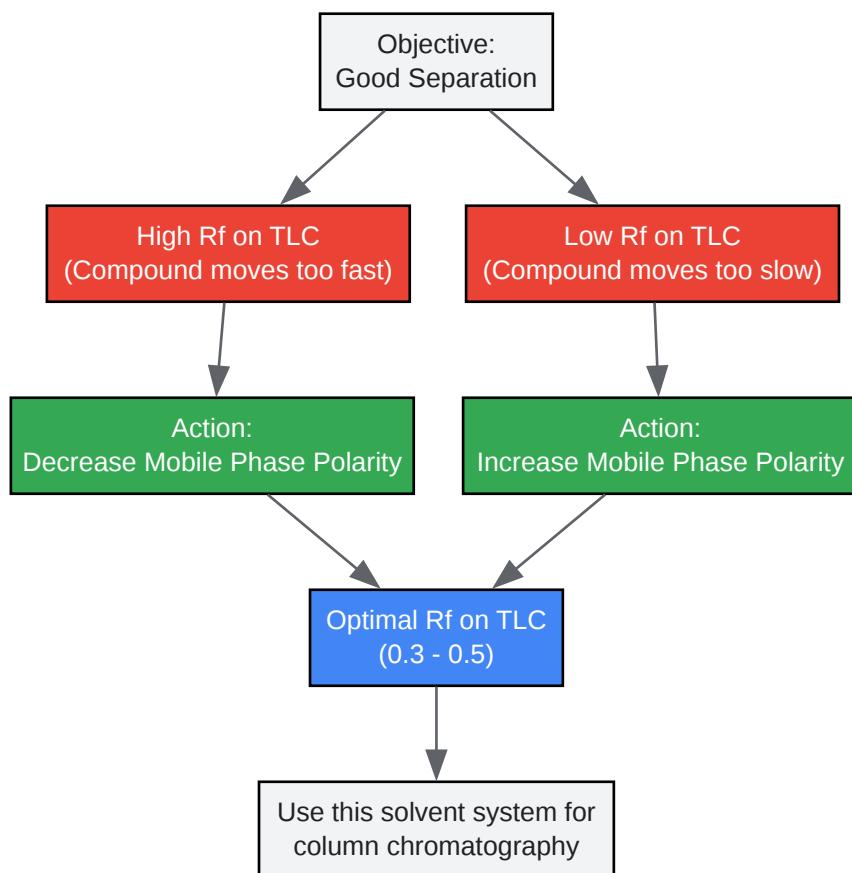 Objective:
Good Separation
High Rf on TLC
(Compound moves too fast)
Low Rf on TLC
(Compound moves too slow)
Action:
Decrease Mobile Phase Polarity
Action:
Increase Mobile Phase Polarity
Optimal Rf on TLC
(0.3 - 0.5)
Use this solvent system for
column chromatography